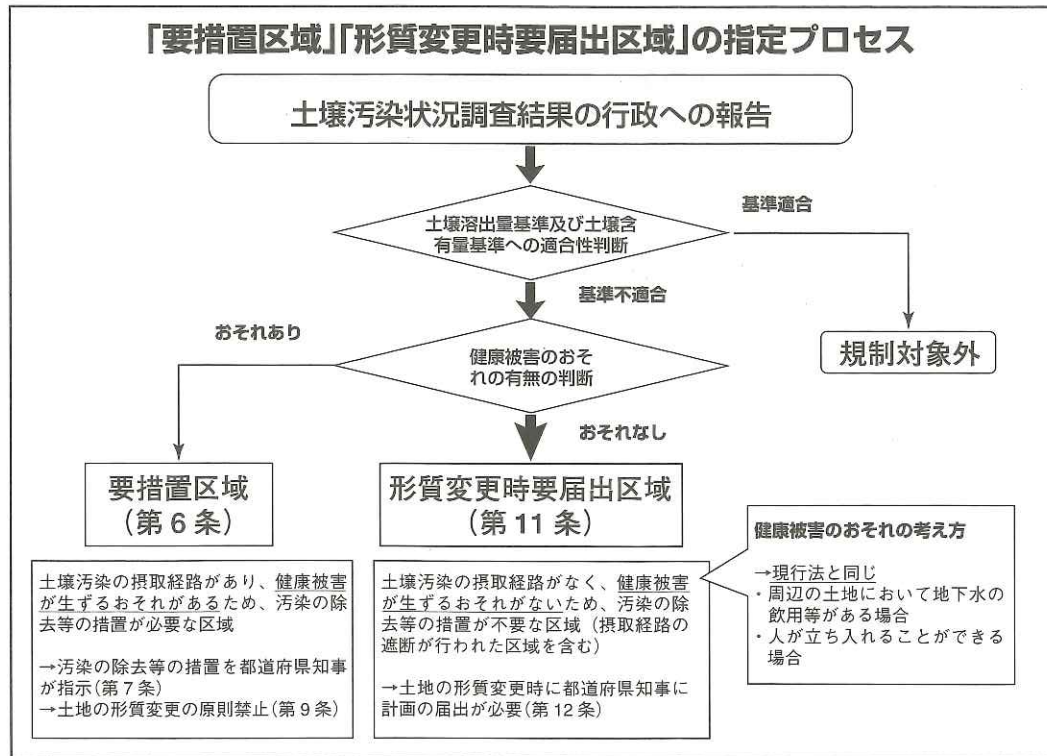 「要措置区域」「形質変更時要届出区域」の指定プロセス
土壌汚染状況調査結果の行政への報告
土壌溶出量基準及び土壌含
有量基準への適合性判断
基準適合
基準不適合
規制対象外
おそれあり
健康被害のおそ
れの有無の判断
おそれなし
要措置区域
(第6条)
土壌汚染の摂取経路があり、健康被害
が生ずるおそれがあるため、汚染の除
去等の措置が必要な区域
→汚染の除去等の措置を都道府県知事
が指示(第7条)
→土地の形質変更の原則禁止(第9条)
形質変更時要届出区域
(第11条)
土壌汚染の摂取経路がなく、健康被害
が生ずるおそれがないため、汚染の除
去等の措置が不要な区域(摂取経路の
遮断が行われた区域を含む)
→土地の形質変更時に都道府県知事に
計画の届出が必要(第12条)
健康被害のおそれの考え方
→現行法と同じ
・周辺の土地において地下水の
飲用等がある場合
・人が立ち入れることができる
場合